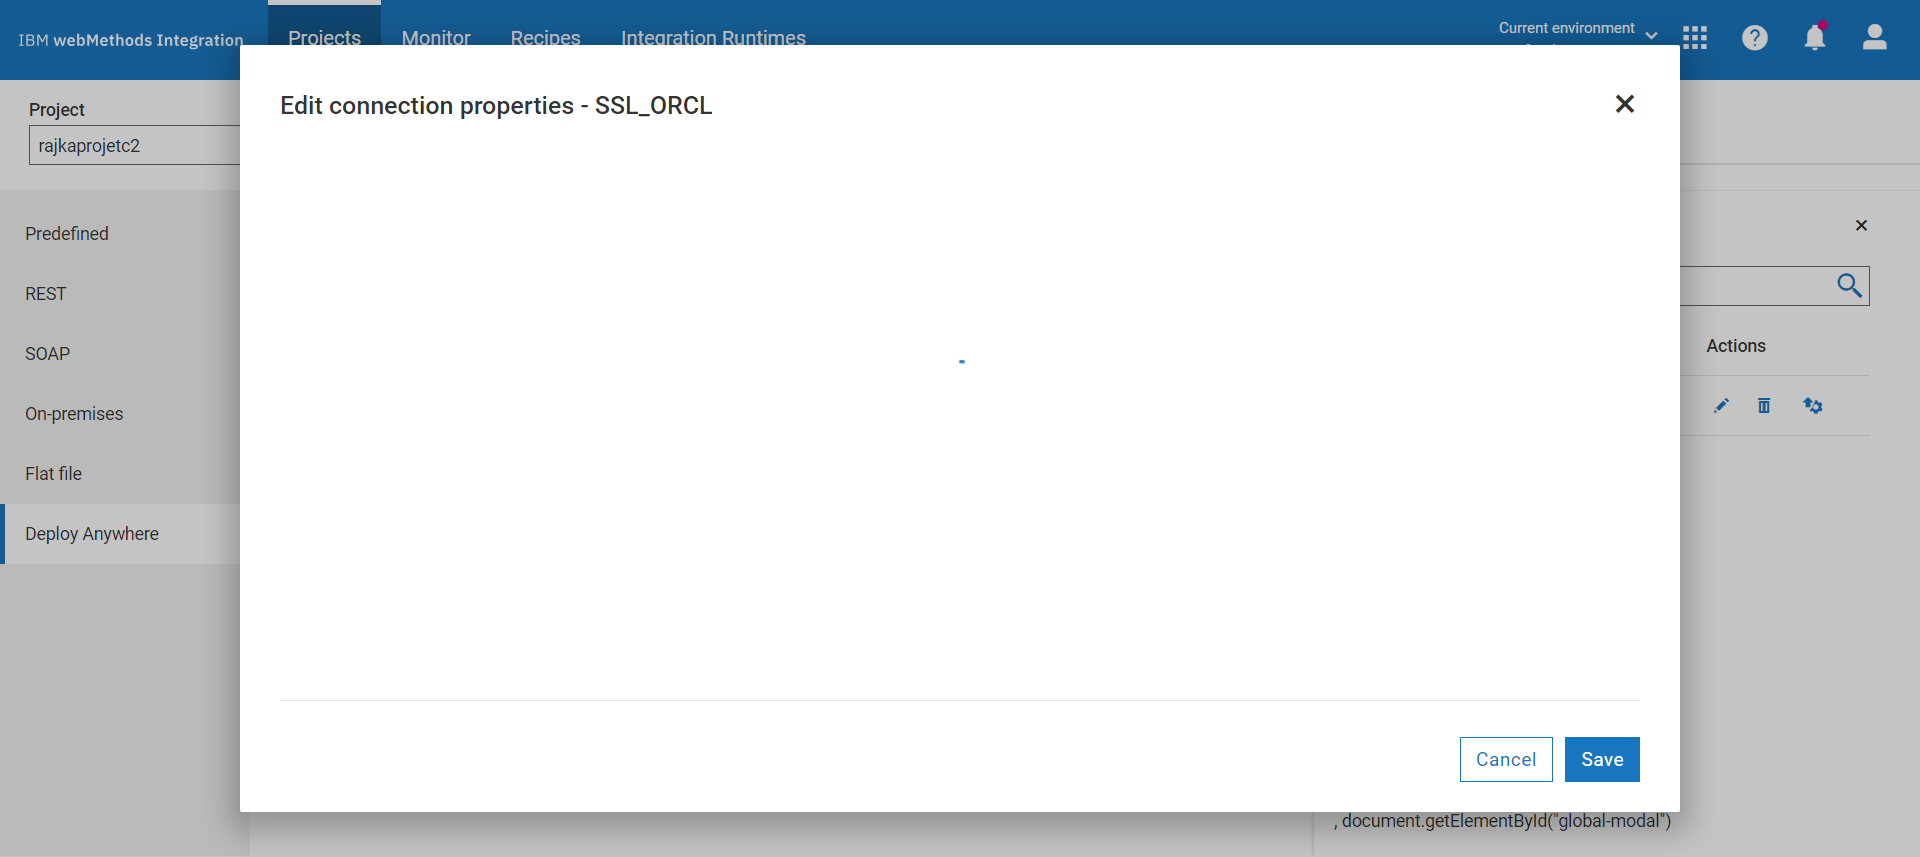 IBM webMethods Integration
Projects
Monitor
Recipes
Integration Runtimes
Current environment
Project
rajkaprojetc2
Edit connection properties - SSL_ORCL
Predefined
REST
SOAP
On-premises
Flat file
Deploy Anywhere
Actions
Cancel
Save
, document.getElementById("global-modal")